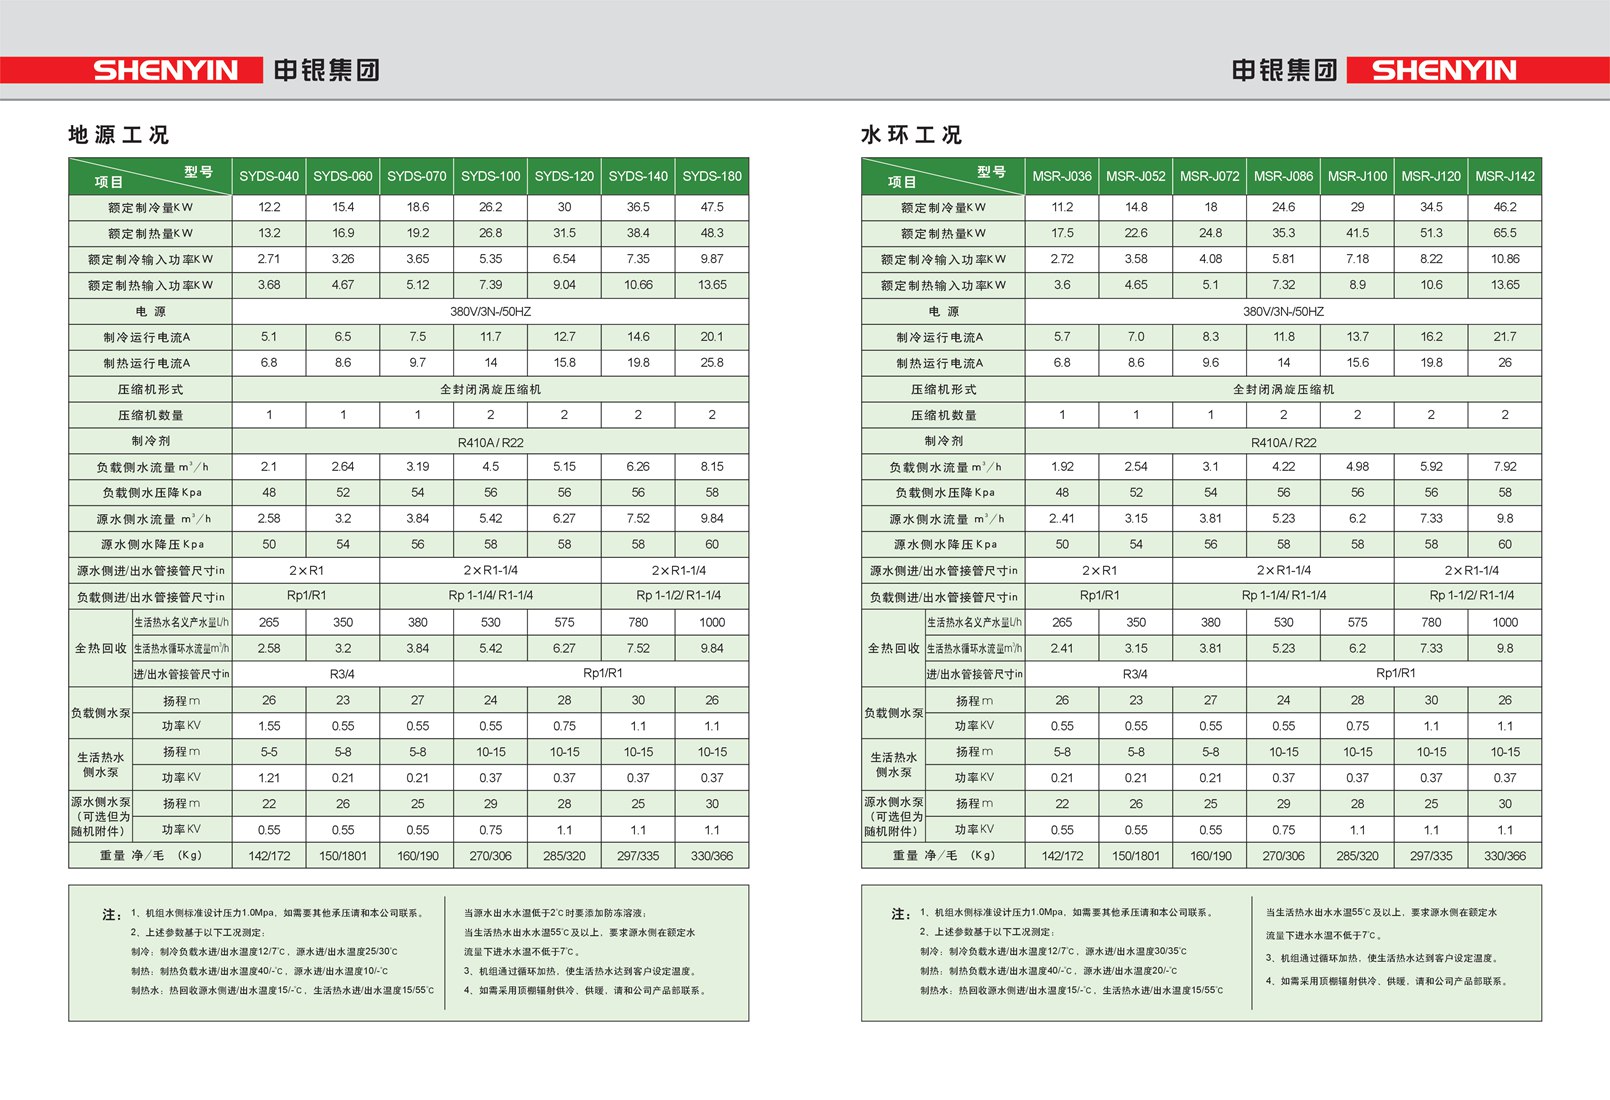 SHENYIN 申银集团
申银集团 SHENYIN
地源工况
项目 型号 SYDS-040 SYDS-060 SYDS-070 SYDS-100 SYDS-120 SYDS-140 SYDS-180
额定制冷量KW 12.2 15.4 18.6 26.2 30 36.5 47.5
额定制热量KW 13.2 16.9 19.2 26.8 31.5 38.4 48.3
额定制冷输入功率KW 2.71 3.26 3.65 5.35 6.54 7.35 9.87
额定制热输入功率KW 3.68 4.67 5.12 7.39 9.04 10.66 13.65
电 源 380V/3N-/50HZ
制冷运行电流A 5.1 6.5 7.5 11.7 12.7 14.6 20.1
制热运行电流A 6.8 8.6 9.7 14 15.8 19.8 25.8
压缩机形式 全封闭涡旋压缩机
压缩机数量 1 1 1 2 2 2 2
制冷剂 R410A / R22
负载侧水流量 m³/h 2.1 2.64 3.19 4.5 5.15 6.26 8.15
负载侧水压降Kpa 48 52 54 56 56 56 58
源水侧水流量 m³/h 2.58 3.2 3.84 5.42 6.27 7.52 9.84
源水侧水降压Kpa 50 54 56 58 58 58 60
源水侧进/出水管接管尺寸in 2×R1 2×R1-1/4 2×R1-1/4
负载侧进/出水管接管尺寸in Rp1/R1 Rp 1-1/4/ R1-1/4 Rp 1-1/2/ R1-1/4
全热回收 生活热水名义产水量L/h 265 350 380 530 575 780 1000
生活热水循环水流量m³/h 2.58 3.2 3.84 5.42 6.27 7.52 9.84
进/出水管接管尺寸in R3/4 Rp1/R1
负载侧水泵 扬程m 26 23 27 24 28 30 26
功率KV 1.55 0.55 0.55 0.55 0.75 1.1 1.1
生活热水侧水泵 扬程m 5-5 5-8 5-8 10-15 10-15 10-15 10-15
功率KV 1.21 0.21 0.21 0.37 0.37 0.37 0.37
源水侧水泵（可选但为随机附件） 扬程m 22 26 25 29 28 25 30
功率KV 0.55 0.55 0.55 0.75 1.1 1.1 1.1
重量 净/毛 (Kg) 142/172 150/1801 160/190 270/306 285/320 297/335 330/366
注：1、机组水侧标准设计压力1.0Mpa，如需要其他承压请和本公司联系。
2、上述参数基于以下工况测定：
制冷：制冷负载水进/出水温度12/7℃，源水进/出水温度25/30℃
制热：制热负载水进/出水温度40/-℃，源水进/出水温度10/-℃
制热水：热回收源水侧进/出水温度15/-℃，生活热水进/出水温度15/55℃
当源水出水水温低于2℃时要添加防冻溶液；
当生活热水出水水温55℃及以上，要求源水侧在额定水
流量下进水水温不低于7℃。
3、机组通过循环加热，使生活热水达到客户设定温度。
4、如需采用顶棚辐射供冷、供暖，请和公司产品部联系。
水环工况
项目 型号 MSR-J036 MSR-J052 MSR-J072 MSR-J086 MSR-J100 MSR-J120 MSR-J142
额定制冷量KW 11.2 14.8 18 24.6 29 34.5 46.2
额定制热量KW 17.5 22.6 24.8 35.3 41.5 51.3 65.5
额定制冷输入功率KW 2.72 3.58 4.08 5.81 7.18 8.22 10.86
额定制热输入功率KW 3.6 4.65 5.1 7.32 8.9 10.6 13.65
电 源 380V/3N-/50HZ
制冷运行电流A 5.7 7.0 8.3 11.8 13.7 16.2 21.7
制热运行电流A 6.8 8.6 9.6 14 15.6 19.8 26
压缩机形式 全封闭涡旋压缩机
压缩机数量 1 1 1 2 2 2 2
制冷剂 R410A / R22
负载侧水流量 m³/h 1.92 2.54 3.1 4.22 4.98 5.92 7.92
负载侧水压降Kpa 48 52 54 56 56 56 58
源水侧水流量 m³/h 2..41 3.15 3.81 5.23 6.2 7.33 9.8
源水侧水降压Kpa 50 54 56 58 58 58 60
源水侧进/出水管接管尺寸in 2×R1 2×R1-1/4 2×R1-1/4
负载侧进/出水管接管尺寸in Rp1/R1 Rp 1-1/4/ R1-1/4 Rp 1-1/2/ R1-1/4
全热回收 生活热水名义产水量L/h 265 350 380 530 575 780 1000
生活热水循环水流量m³/h 2.41 3.15 3.81 5.23 6.2 7.33 9.8
进/出水管接管尺寸in R3/4 Rp1/R1
负载侧水泵 扬程m 26 23 27 24 28 30 26
功率KV 0.55 0.55 0.55 0.55 0.75 1.1 1.1
生活热水侧水泵 扬程m 5-8 5-8 5-8 10-15 10-15 10-15 10-15
功率KV 0.21 0.21 0.21 0.37 0.37 0.37 0.37
源水侧水泵（可选但为随机附件） 扬程m 22 26 25 29 28 25 30
功率KV 0.55 0.55 0.55 0.75 1.1 1.1 1.1
重量 净/毛 (Kg) 142/172 150/1801 160/190 270/306 285/320 297/335 330/366
注：1、机组水侧标准设计压力1.0Mpa，如需要其他承压请和本公司联系。
2、上述参数基于以下工况测定：
制冷：制冷负载水进/出水温度12/7℃，源水进/出水温度30/35℃
制热：制热负载水进/出水温度40/-℃，源水进/出水温度20/-℃
制热水：热回收源水侧进/出水温度15/-℃，生活热水进/出水温度15/55℃
当生活热水出水水温55℃及以上，要求源水侧在额定水
流量下进水水温不低于7℃。
3、机组通过循环加热，使生活热水达到客户设定温度。
4、如需采用顶棚辐射供冷、供暖，请和公司产品部联系。